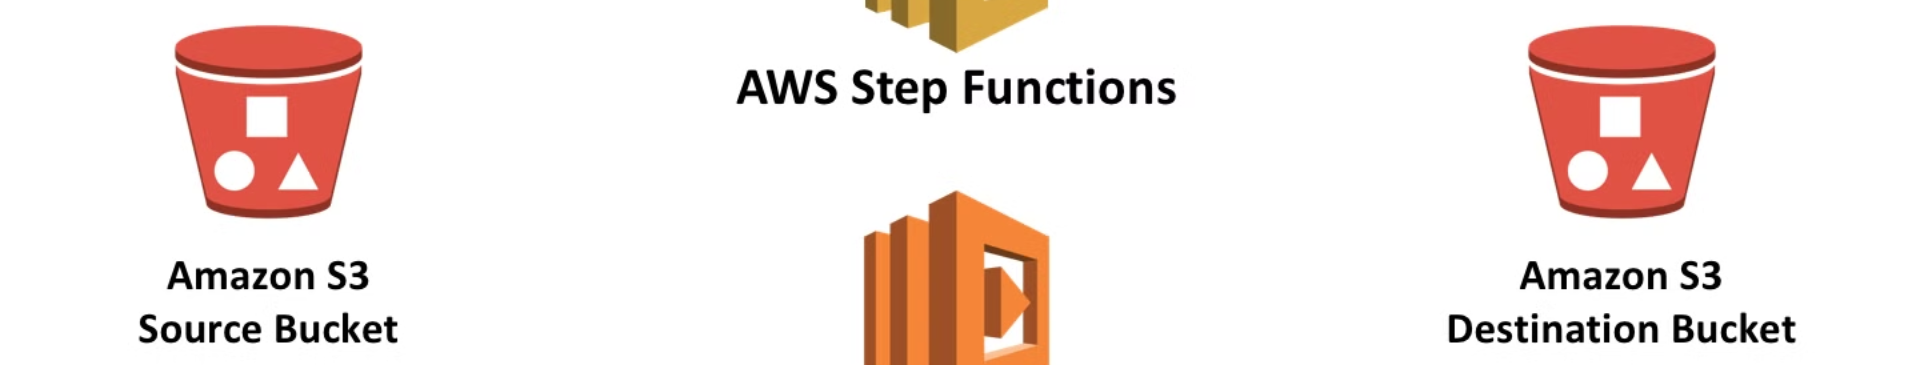 AWS Step Functions
Amazon S3
Source Bucket
Amazon S3
Destination Bucket